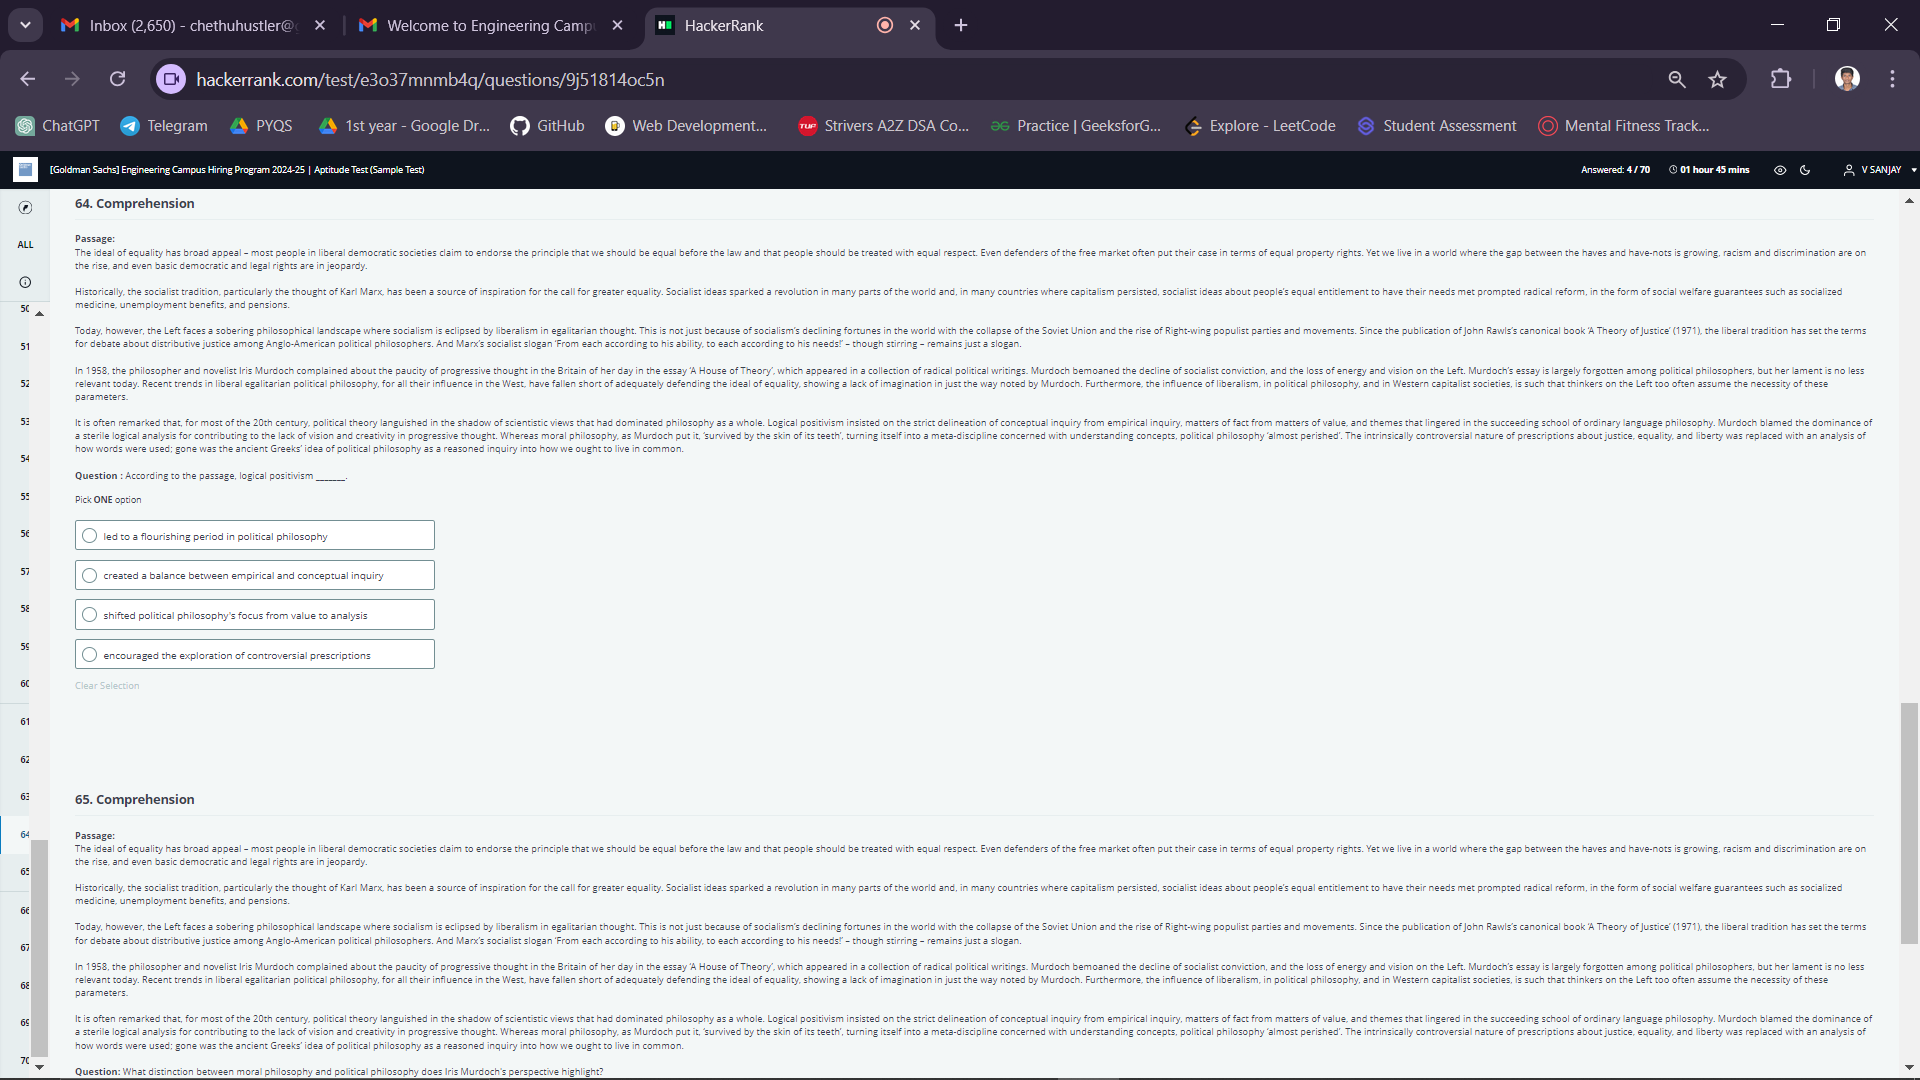 Inbox (2,650) - chethuhustler@g
Welcome to Engineering Camp
HackerRank
hackerrank.com/test/e3o37mnmb4q/questions/9j51814oc5n
ChatGPT
Telegram
PYQS
1st year - Google Dr...
GitHub
Web Development...
TUF
Strivers A2Z DSA Co...
Practice | GeeksforG...
Explore - LeetCode
Student Assessment
Mental Fitness Track...
[Goldman Sachs] Engineering Campus Hiring Program 2024-25 | Aptitude Test (Sample Test)
Answered: 4 / 70
01 hour 45 mins
V SANJAY
ALL
50
51
52
53
54
55
56
57
58
59
60
61
62
63
64
65
66
67
68
69
70
64. Comprehension
Passage:
The ideal of equality has broad appeal – most people in liberal democratic societies claim to endorse the principle that we should be equal before the law and that people should be treated with equal respect. Even defenders of the free market often put their case in terms of equal property rights. Yet we live in a world where the gap between the haves and have-nots is growing, racism and discrimination are on
the rise, and even basic democratic and legal rights are in jeopardy.
Historically, the socialist tradition, particularly the thought of Karl Marx, has been a source of inspiration for the call for greater equality. Socialist ideas sparked a revolution in many parts of the world and, in many countries where capitalism persisted, socialist ideas about people's equal entitlement to have their needs met prompted radical reform, in the form of social welfare guarantees such as socialized
medicine, unemployment benefits, and pensions.
Today, however, the Left faces a sobering philosophical landscape where socialism is eclipsed by liberalism in egalitarian thought. This is not just because of socialism's declining fortunes in the world with the collapse of the Soviet Union and the rise of Right-wing populist parties and movements. Since the publication of John Rawls's canonical book 'A Theory of Justice' (1971), the liberal tradition has set the terms
for debate about distributive justice among Anglo-American political philosophers. And Marx's socialist slogan 'From each according to his ability, to each according to his needs!' – though stirring – remains just a slogan.
In 1958, the philosopher and novelist Iris Murdoch complained about the paucity of progressive thought in the Britain of her day in the essay 'A House of Theory', which appeared in a collection of radical political writings. Murdoch bemoaned the decline of socialist conviction, and the loss of energy and vision on the Left. Murdoch's essay is largely forgotten among political philosophers, but her lament is no less
relevant today. Recent trends in liberal egalitarian political philosophy, for all their influence in the West, have fallen short of adequately defending the ideal of equality, showing a lack of imagination in just the way noted by Murdoch. Furthermore, the influence of liberalism, in political philosophy, and in Western capitalist societies, is such that thinkers on the Left too often assume the necessity of these
parameters.
It is often remarked that, for most of the 20th century, political theory languished in the shadow of scientistic views that had dominated philosophy as a whole. Logical positivism insisted on the strict delineation of conceptual inquiry from empirical inquiry, matters of fact from matters of value, and themes that lingered in the succeeding school of ordinary language philosophy. Murdoch blamed the dominance of
a sterile logical analysis for contributing to the lack of vision and creativity in progressive thought. Whereas moral philosophy, as Murdoch put it, 'survived by the skin of its teeth', turning itself into a meta-discipline concerned with understanding concepts, political philosophy 'almost perished'. The intrinsically controversial nature of prescriptions about justice, equality, and liberty was replaced with an analysis of
how words were used; gone was the ancient Greeks' idea of political philosophy as a reasoned inquiry into how we ought to live in common.
Question : According to the passage, logical positivism _______.
Pick ONE option
led to a flourishing period in political philosophy
created a balance between empirical and conceptual inquiry
shifted political philosophy's focus from value to analysis
encouraged the exploration of controversial prescriptions
Clear Selection
65. Comprehension
Passage:
The ideal of equality has broad appeal – most people in liberal democratic societies claim to endorse the principle that we should be equal before the law and that people should be treated with equal respect. Even defenders of the free market often put their case in terms of equal property rights. Yet we live in a world where the gap between the haves and have-nots is growing, racism and discrimination are on
the rise, and even basic democratic and legal rights are in jeopardy.
Historically, the socialist tradition, particularly the thought of Karl Marx, has been a source of inspiration for the call for greater equality. Socialist ideas sparked a revolution in many parts of the world and, in many countries where capitalism persisted, socialist ideas about people's equal entitlement to have their needs met prompted radical reform, in the form of social welfare guarantees such as socialized
medicine, unemployment benefits, and pensions.
Today, however, the Left faces a sobering philosophical landscape where socialism is eclipsed by liberalism in egalitarian thought. This is not just because of socialism's declining fortunes in the world with the collapse of the Soviet Union and the rise of Right-wing populist parties and movements. Since the publication of John Rawls's canonical book 'A Theory of Justice' (1971), the liberal tradition has set the terms
for debate about distributive justice among Anglo-American political philosophers. And Marx's socialist slogan 'From each according to his ability, to each according to his needs!' – though stirring – remains just a slogan.
In 1958, the philosopher and novelist Iris Murdoch complained about the paucity of progressive thought in the Britain of her day in the essay 'A House of Theory', which appeared in a collection of radical political writings. Murdoch bemoaned the decline of socialist conviction, and the loss of energy and vision on the Left. Murdoch's essay is largely forgotten among political philosophers, but her lament is no less
relevant today. Recent trends in liberal egalitarian political philosophy, for all their influence in the West, have fallen short of adequately defending the ideal of equality, showing a lack of imagination in just the way noted by Murdoch. Furthermore, the influence of liberalism, in political philosophy, and in Western capitalist societies, is such that thinkers on the Left too often assume the necessity of these
parameters.
It is often remarked that, for most of the 20th century, political theory languished in the shadow of scientistic views that had dominated philosophy as a whole. Logical positivism insisted on the strict delineation of conceptual inquiry from empirical inquiry, matters of fact from matters of value, and themes that lingered in the succeeding school of ordinary language philosophy. Murdoch blamed the dominance of
a sterile logical analysis for contributing to the lack of vision and creativity in progressive thought. Whereas moral philosophy, as Murdoch put it, 'survived by the skin of its teeth', turning itself into a meta-discipline concerned with understanding concepts, political philosophy 'almost perished'. The intrinsically controversial nature of prescriptions about justice, equality, and liberty was replaced with an analysis of
how words were used; gone was the ancient Greeks' idea of political philosophy as a reasoned inquiry into how we ought to live in common.
Question: What distinction between moral philosophy and political philosophy does Iris Murdoch's perspective highlight?